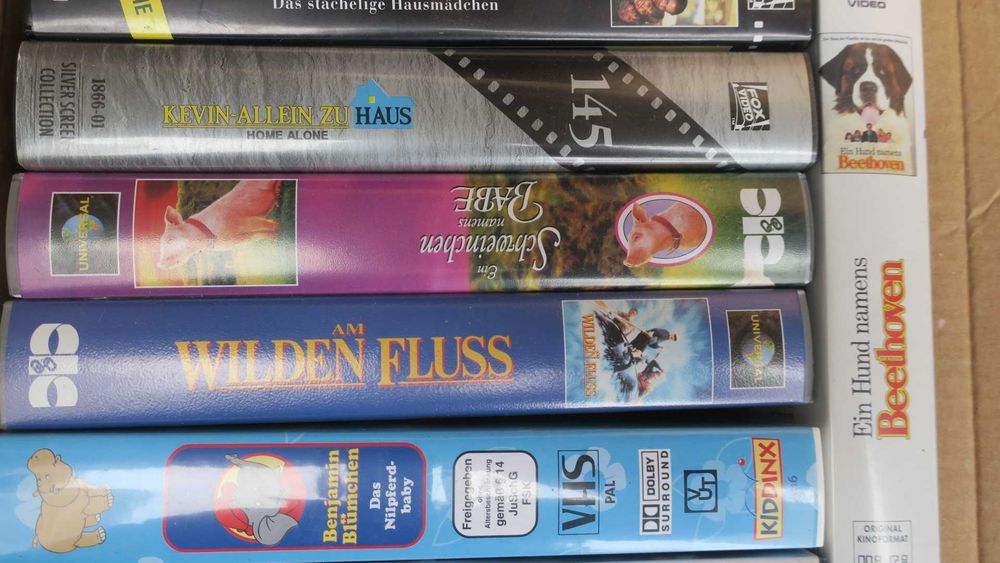 Das stachelige Hausmädchen
1866-01
SILVER SCREEN
COLLECTION
KEVIN-ALLEIN ZU HAUS
HOME ALONE
145
FOX
VIDEO
UNIVERSAL
Ein
Schweinchen
namens
BABE
AM
WILDEN FLUSS
WILDEN FLUSS
UNIVERSAL
Benjamin
Blümchen
Das
Nilpferd-
baby
Freigegeben
ohne
Altersbeschränkung
gemäß § 14
JuSchG
FSK
VHS
PAL
DOLBY
SURROUND
KIDDINX
VIDEO
Ein Hund namens
Beethoven
Ein Hund namens
Beethoven
ORIGINAL
KINOFORMAT